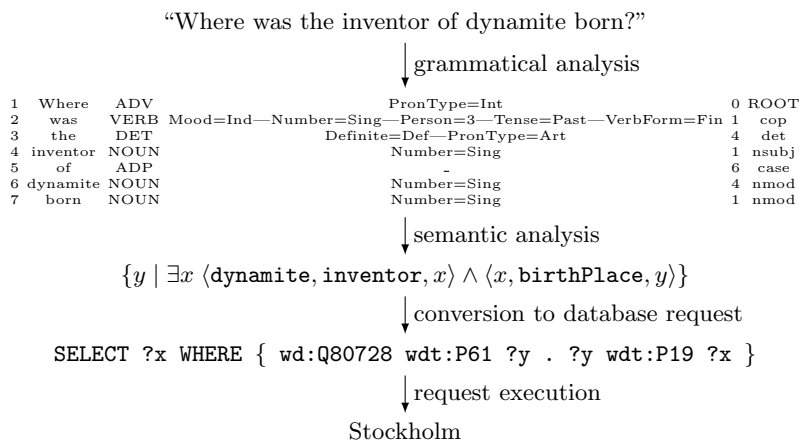 “Where was the inventor of dynamite born?”
grammatical analysis
1 Where ADV PronType=Int 0 ROOT
2 was VERB Mood=Ind—Number=Sing—Person=3—Tense=Past—VerbForm=Fin 1 cop
3 the DET Definite=Def—PronType=Art 4 det
4 inventor NOUN Number=Sing 1 nsubj
5 of ADP - 6 case
6 dynamite NOUN Number=Sing 4 nmod
7 born NOUN Number=Sing 1 nmod
semantic analysis
{y | ∃x ⟨dynamite, inventor, x⟩ ∧ ⟨x, birthPlace, y⟩}
conversion to database request
SELECT ?x WHERE { wd:Q80728 wdt:P61 ?y . ?y wdt:P19 ?x }
request execution
Stockholm